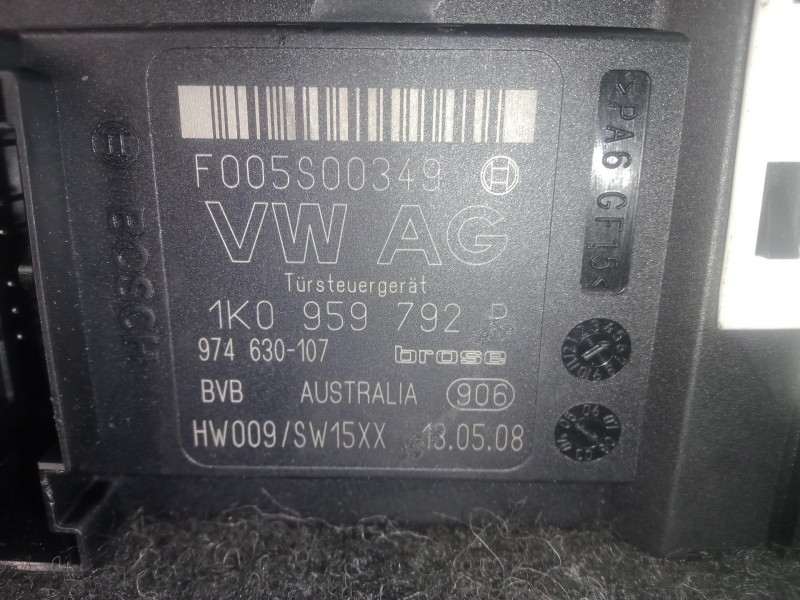 F005S00349
VW AG
Türsteuergerät
1K0 959 792 P
974 630-107 brose
BVB AUSTRALIA 906
HW009/SW15XX 13.05.08
BOSCH
>PA6 GF15<